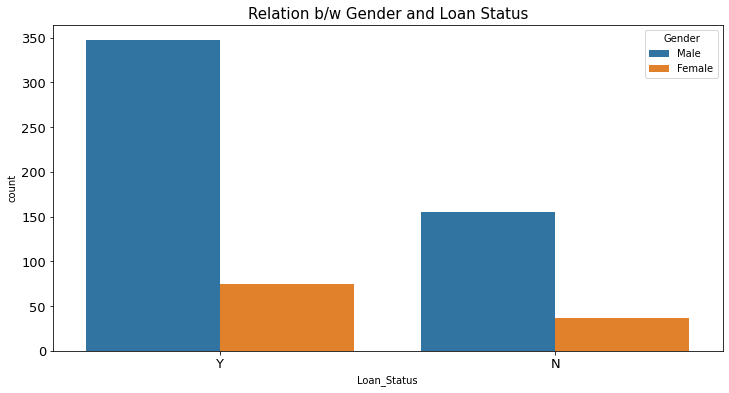 Relation b/w Gender and Loan Status
Gender
Male
Female
350
300
250
200
150
100
50
0
count
Y
N
Loan_Status